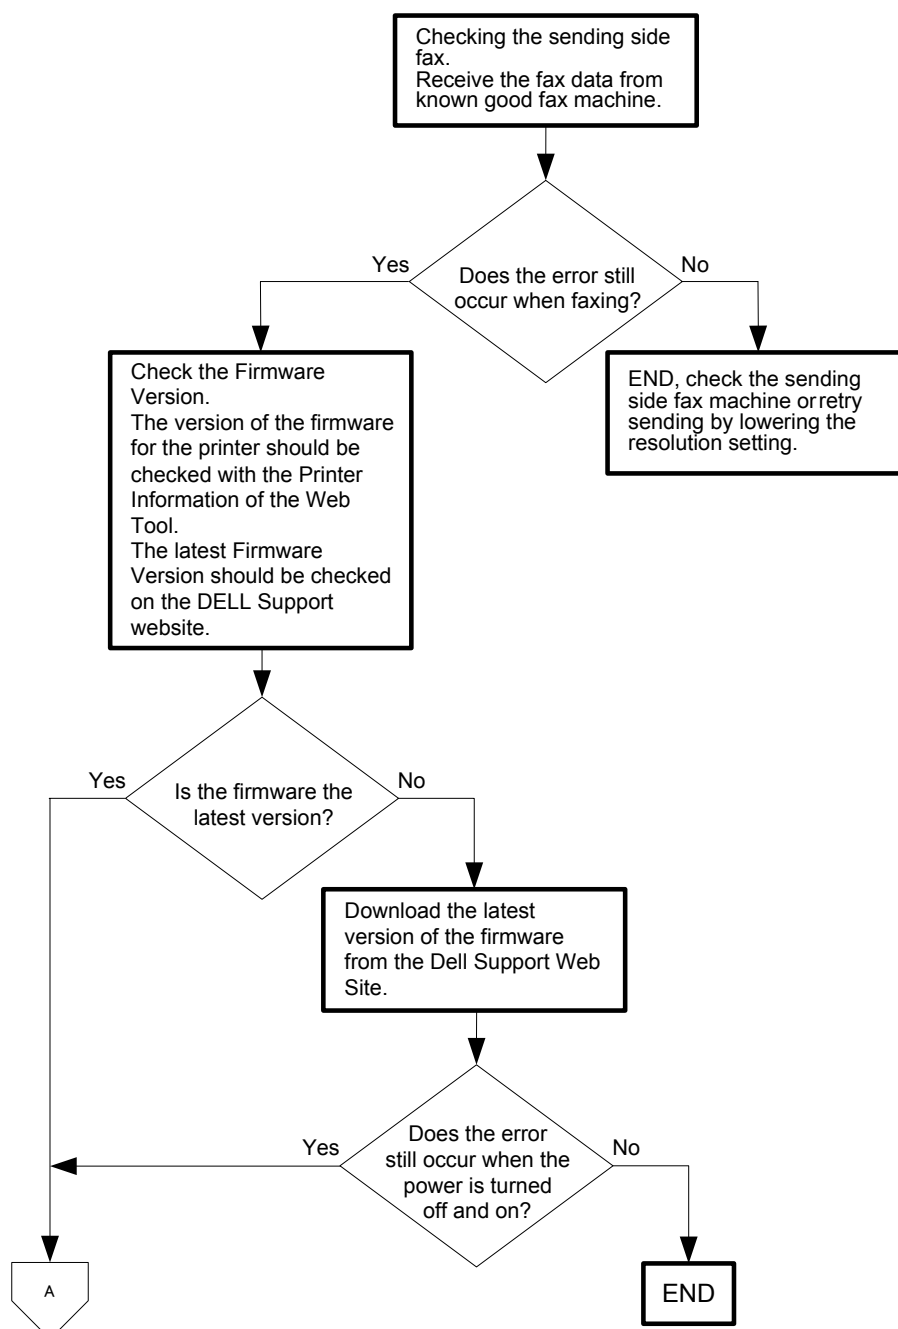 Checking the sending side
fax.
Receive the fax data from
known good fax machine.
Yes
Does the error still
occur when faxing?
No
Check the Firmware
Version.
The version of the firmware
for the printer should be
checked with the Printer
Information of the Web
Tool.
The latest Firmware
Version should be checked
on the DELL Support
website.
END, check the sending
side fax machine or retry
sending by lowering the
resolution setting.
Yes
Is the firmware the
latest version?
No
Download the latest
version of the firmware
from the Dell Support Web
Site.
Yes
Does the error
still occur when the
power is turned
off and on?
No
A
END